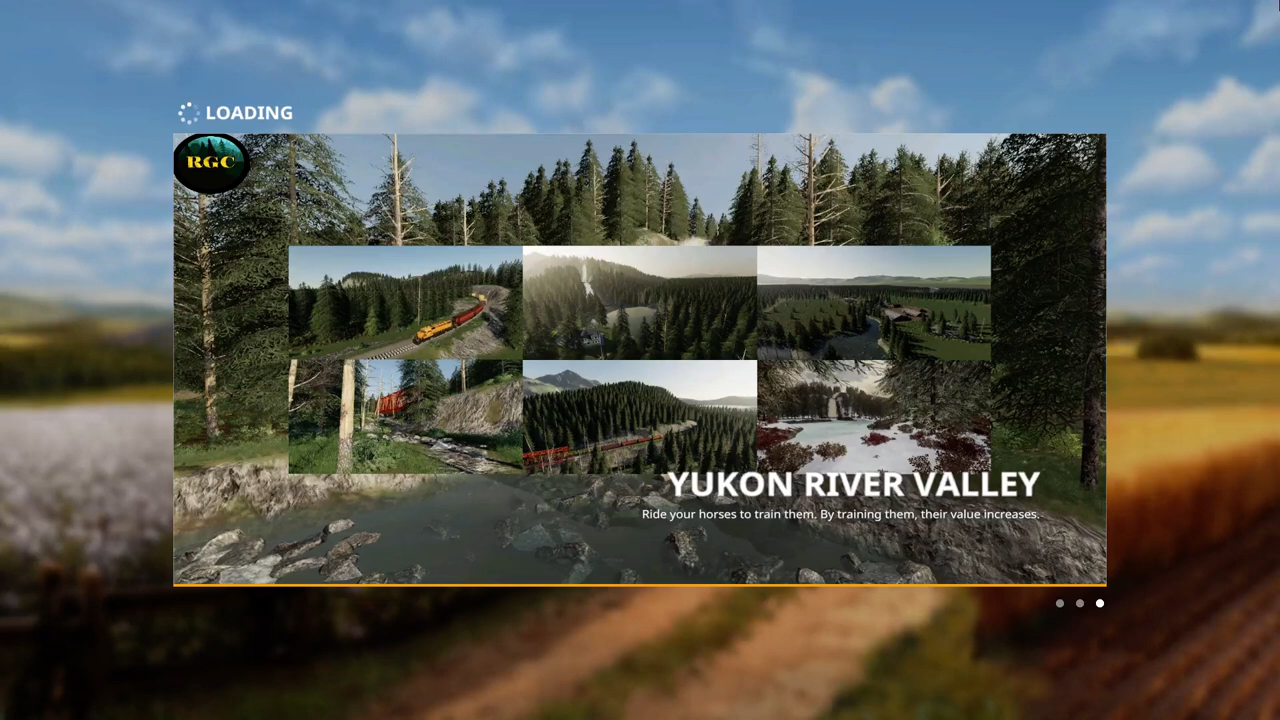 LOADING
RGC
YUKON RIVER VALLEY
Ride your horses to train them. By training them, their value increases.